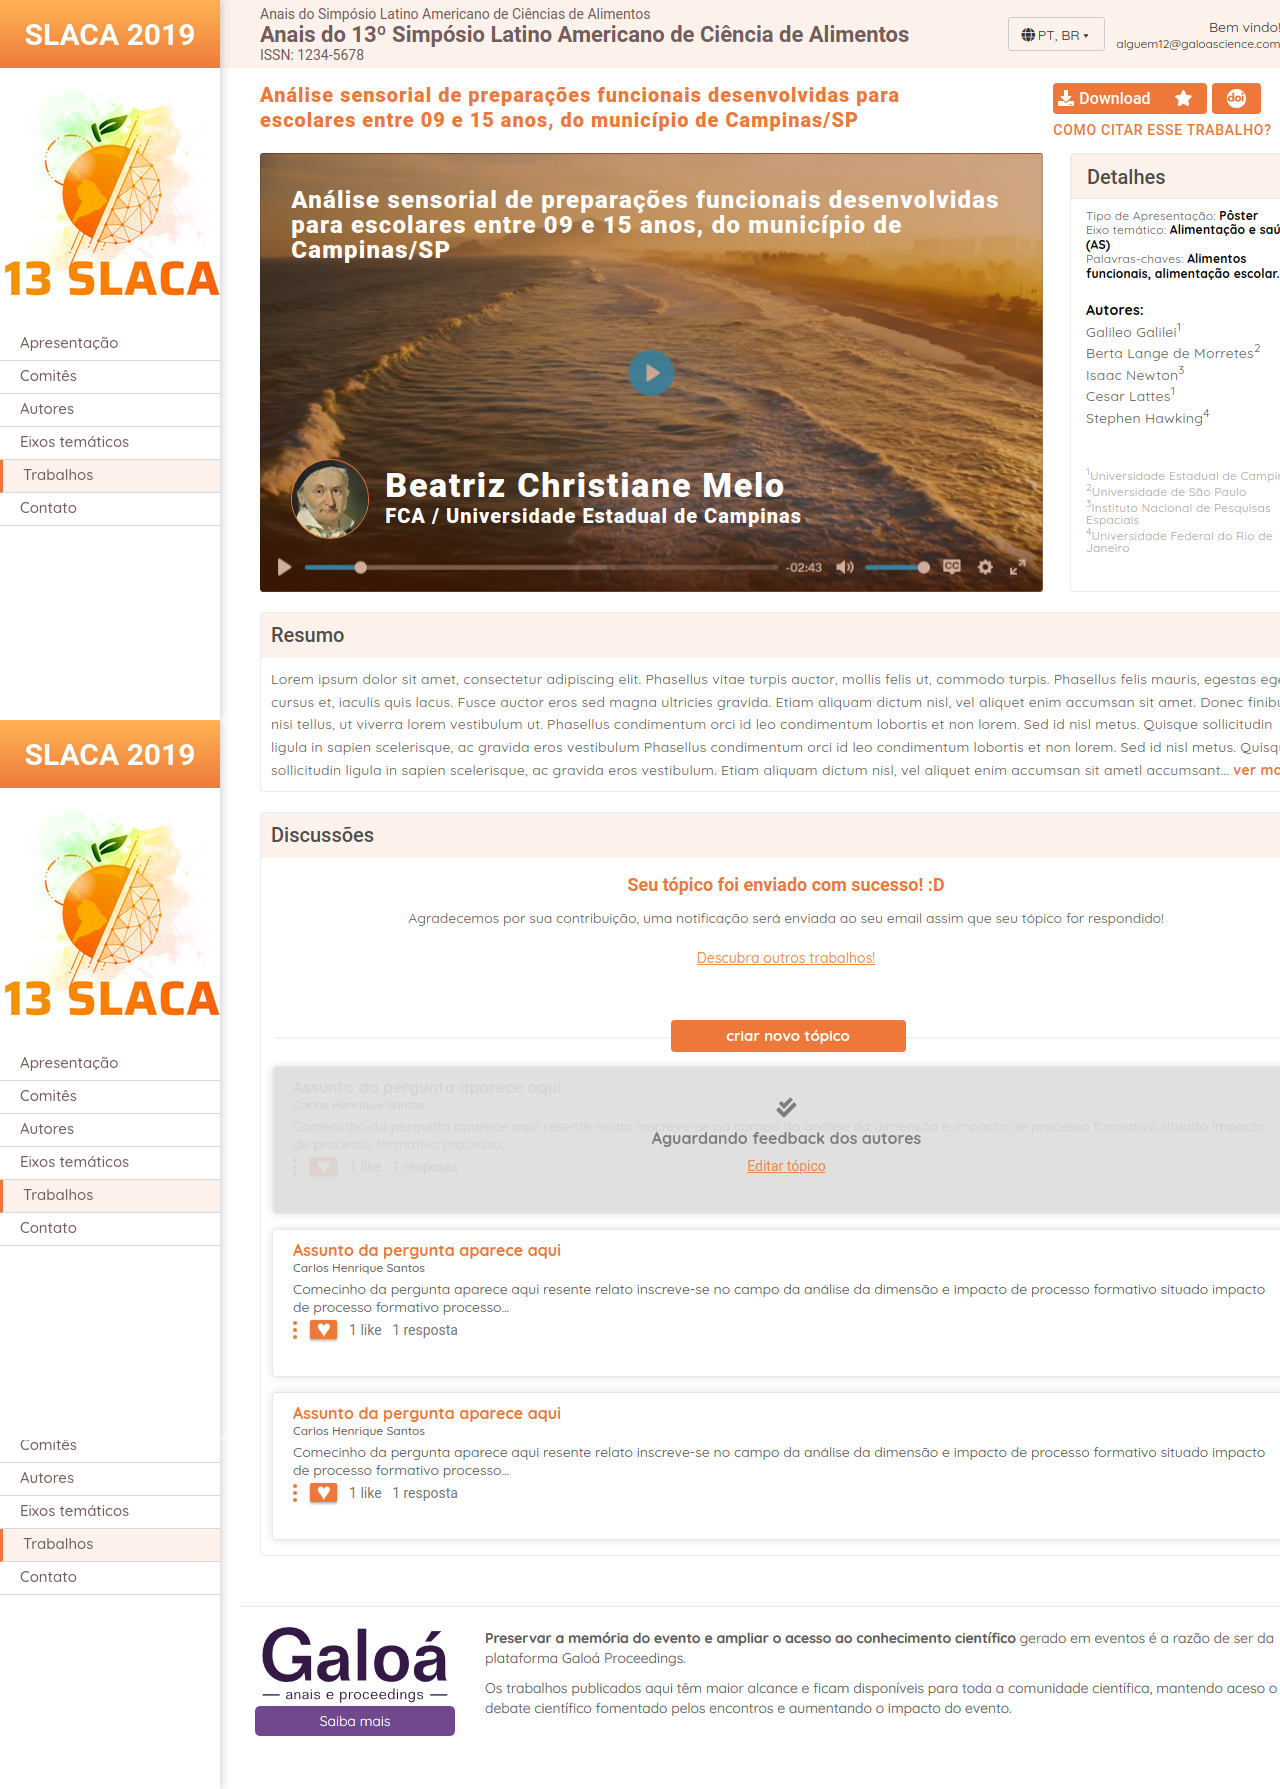 SLACA 2019
Anais do Simpósio Latino Americano de Ciências de Alimentos
Anais do 13º Simpósio Latino Americano de Ciência de Alimentos
ISSN: 1234-5678
PT, BR
Bem vindo!
alguem12@galoascience.com
13 SLACA
Apresentação
Comitês
Autores
Eixos temáticos
Trabalhos
Contato
Análise sensorial de preparações funcionais desenvolvidas para
escolares entre 09 e 15 anos, do município de Campinas/SP
Download
doi
COMO CITAR ESSE TRABALHO?
Análise sensorial de preparações funcionais desenvolvidas
para escolares entre 09 e 15 anos, do município de
Campinas/SP
Beatriz Christiane Melo
FCA / Universidade Estadual de Campinas
-02:43
CC
Detalhes
Tipo de Apresentação: Pôster
Eixo temático: Alimentação e saú
(AS)
Palavras-chaves: Alimentos
funcionais, alimentação escolar.
Autores:
Galileo Galilei1
Berta Lange de Morretes2
Isaac Newton3
Cesar Lattes1
Stephen Hawking4
1Universidade Estadual de Campin
2Universidade de São Paulo
3Instituto Nacional de Pesquisas
Espaciais
4Universidade Federal do Rio de
Janeiro
Resumo
Lorem ipsum dolor sit amet, consectetur adipiscing elit. Phasellus vitae turpis auctor, mollis felis ut, commodo turpis. Phasellus felis mauris, egestas ege
cursus et, iaculis quis lacus. Fusce auctor eros sed magna ultricies gravida. Etiam aliquam dictum nisl, vel aliquet enim accumsan sit amet. Donec finibu
nisi tellus, ut viverra lorem vestibulum ut. Phasellus condimentum orci id leo condimentum lobortis et non lorem. Sed id nisl metus. Quisque sollicitudin
ligula in sapien scelerisque, ac gravida eros vestibulum Phasellus condimentum orci id leo condimentum lobortis et non lorem. Sed id nisl metus. Quisqu
sollicitudin ligula in sapien scelerisque, ac gravida eros vestibulum. Etiam aliquam dictum nisl, vel aliquet enim accumsan sit ametl accumsant... ver ma
SLACA 2019
13 SLACA
Apresentação
Comitês
Autores
Eixos temáticos
Trabalhos
Contato
Discussões
Seu tópico foi enviado com sucesso! :D
Agradecemos por sua contribuição, uma notificação será enviada ao seu email assim que seu tópico for respondido!
Descubra outros trabalhos!
criar novo tópico
Assunto da pergunta aparece aqui
Carlos Henrique Santos
Comecinho da pergunta aparece aqui resente relato inscreve-se no campo da análise da dimensão e impacto de processo formativo situado impacto
de processo formativo processo...
1 like 1 resposta
Aguardando feedback dos autores
Editar tópico
Assunto da pergunta aparece aqui
Carlos Henrique Santos
Comecinho da pergunta aparece aqui resente relato inscreve-se no campo da análise da dimensão e impacto de processo formativo situado impacto
de processo formativo processo...
1 like 1 resposta
Assunto da pergunta aparece aqui
Carlos Henrique Santos
Comecinho da pergunta aparece aqui resente relato inscreve-se no campo da análise da dimensão e impacto de processo formativo situado impacto
de processo formativo processo...
1 like 1 resposta
Comitês
Autores
Eixos temáticos
Trabalhos
Contato
Galoá
anais e proceedings
Saiba mais
Preservar a memória do evento e ampliar o acesso ao conhecimento científico gerado em eventos é a razão de ser da
plataforma Galoá Proceedings.
Os trabalhos publicados aqui têm maior alcance e ficam disponíveis para toda a comunidade científica, mantendo aceso o
debate científico fomentado pelos encontros e aumentando o impacto do evento.